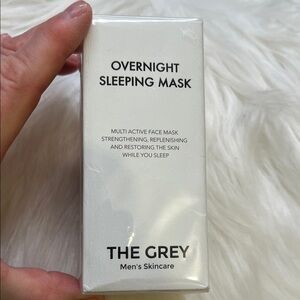 OVERNIGHT
SLEEPING MASK
MULTI ACTIVE FACE MASK
STRENGTHENING, REPLENISHING
AND RESTORING THE SKIN
WHILE YOU SLEEP
THE GREY
Men's Skincare